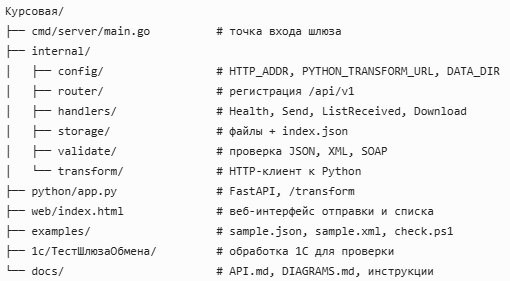 Курсовая/
├── cmd/server/main.go          # точка входа шлюза
├── internal/
│   ├── config/                 # HTTP_ADDR, PYTHON_TRANSFORM_URL, DATA_DIR
│   ├── router/                 # регистрация /api/v1
│   ├── handlers/               # Health, Send, ListReceived, Download
│   ├── storage/                # файлы + index.json
│   ├── validate/               # проверка JSON, XML, SOAP
│   └── transform/              # HTTP-клиент к Python
├── python/app.py               # FastAPI, /transform
├── web/index.html              # веб-интерфейс отправки и списка
├── examples/                   # sample.json, sample.xml, check.ps1
├── 1c/ТестШлюзаОбмена/         # обработка 1С для проверки
└── docs/                       # API.md, DIAGRAMS.md, инструкции